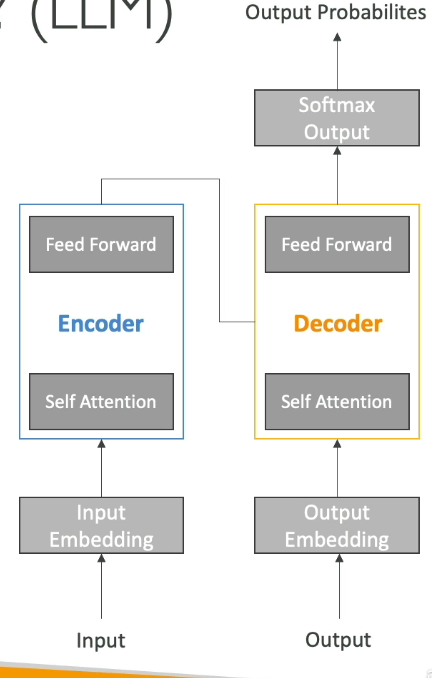 (LLM)
Output Probabilites
Softmax
Output
Feed Forward
Feed Forward
Encoder
Decoder
Self Attention
Self Attention
Input
Embedding
Output
Embedding
Input
Output